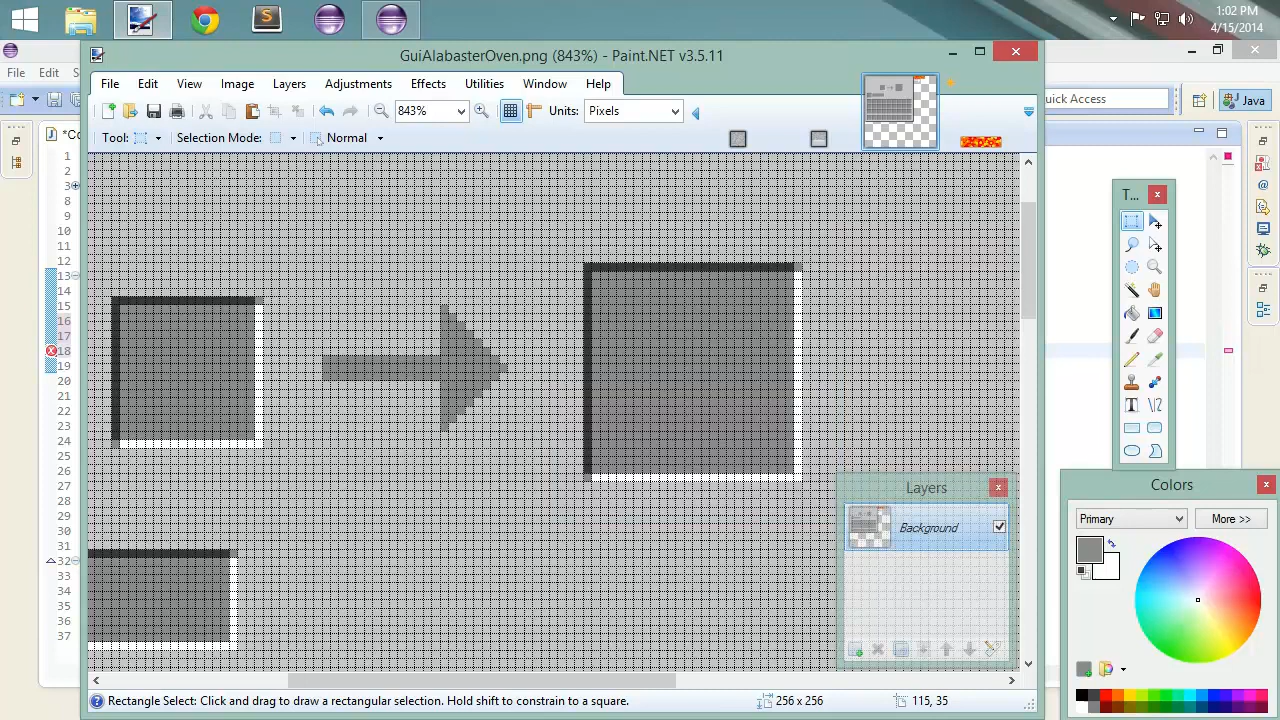 1:02 PM
4/15/2014
GuiAlabasterOven.png (843%) - Paint.NET v3.5.11
File Edit S
File Edit View Image Layers Adjustments Effects Utilities Window Help
843%
Units: Pixels
uick Access
Java
Tool:
Selection Mode:
Normal
*Co
1
2
3
8
9
10
11
12
13
14
15
16
17
18
19
20
21
22
23
24
25
26
27
28
29
30
31
32
33
34
35
36
37
T...
Layers
Background
Colors
Primary
More >>
Rectangle Select: Click and drag to draw a rectangular selection. Hold shift to constrain to a square.
256 x 256
115, 35